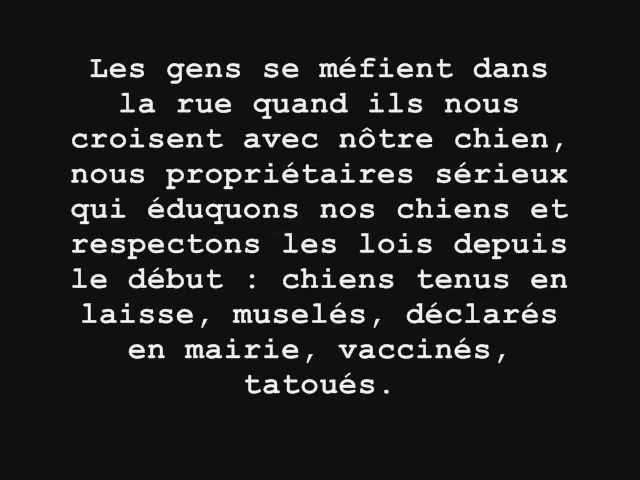 Les gens se méfient dans
la rue quand ils nous
croisent avec nôtre chien,
nous propriétaires sérieux
qui éduquons nos chiens et
respectons les lois depuis
le début : chiens tenus en
laisse, muselés, déclarés
en mairie, vaccinés,
tatoués.